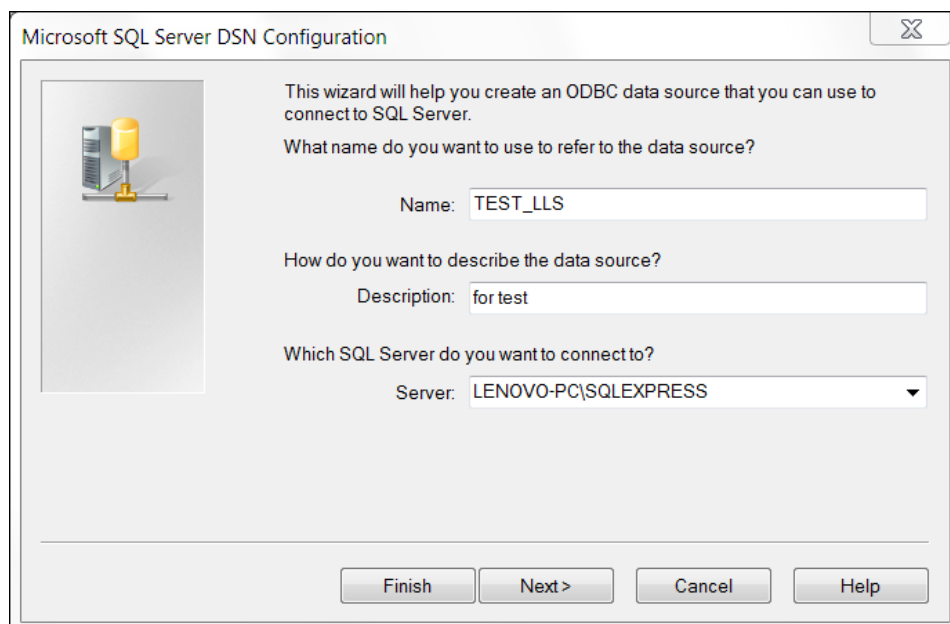 Microsoft SQL Server DSN Configuration
This wizard will help you create an ODBC data source that you can use to
connect to SQL Server.
What name do you want to use to refer to the data source?
Name: TEST_LLS
How do you want to describe the data source?
Description: for test
Which SQL Server do you want to connect to?
Server: LENOVO-PC\SQLEXPRESS
Finish Next > Cancel Help